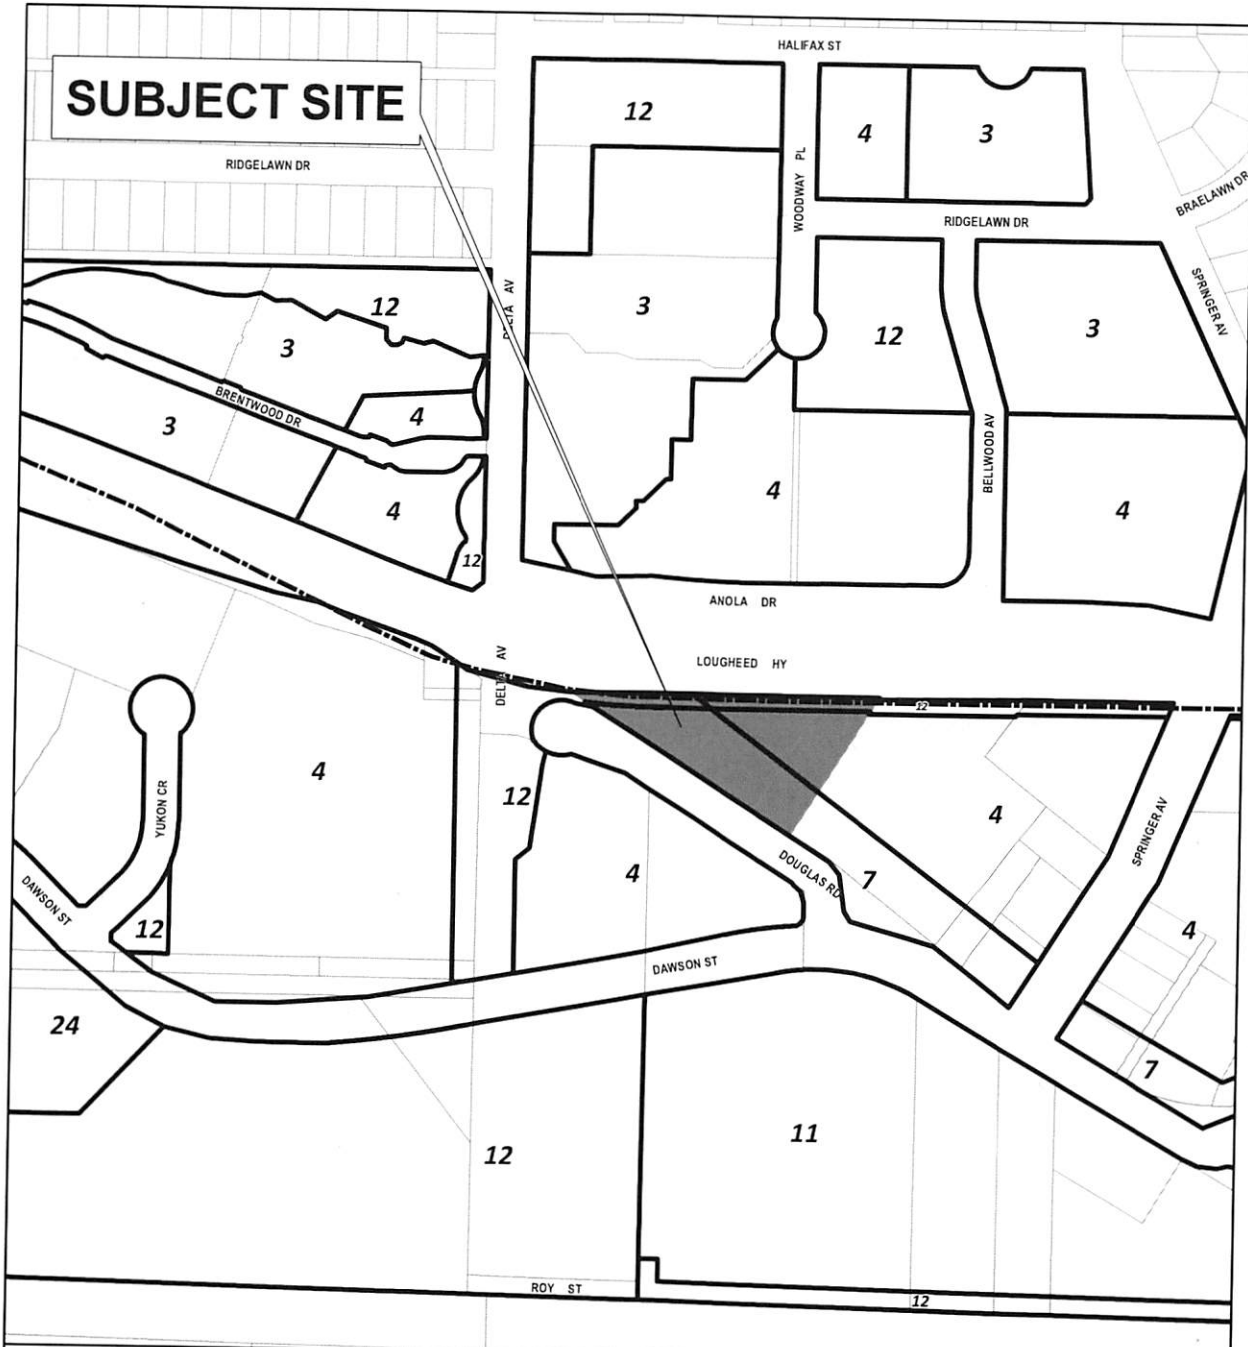 HALIFAX ST
SUBJECT SITE
12
4
3
RIDGELAWN DR
WOODWAY PL
BRAELAWN DR
RIDGELAWN DR
SPRINGER AV
12
DELTA AV
3
12
3
3
BRENTWOOD DR
4
3
BELLWOOD AV
4
4
4
12
ANOLA DR
LOUGHEED HY
DELTA AV
12
4
12
YUKON CR
4
SPRINGER AV
DOUGLAS RD
4
7
DAWSON ST
12
4
DAWSON ST
24
7
11
12
ROY ST
12